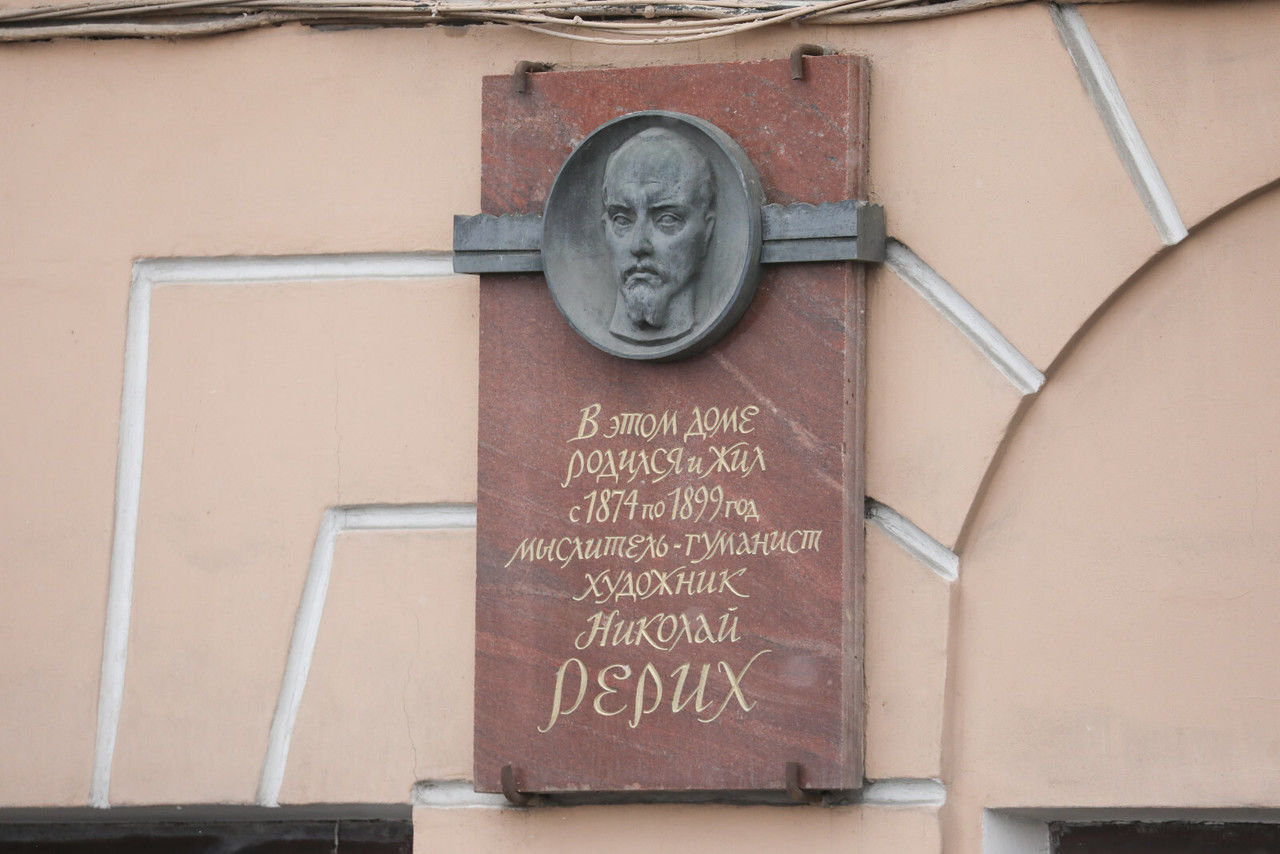 В этом доме
родился и жил
с 1874 по 1899 год
мыслитель-гуманист
художник
Николай
Рерих